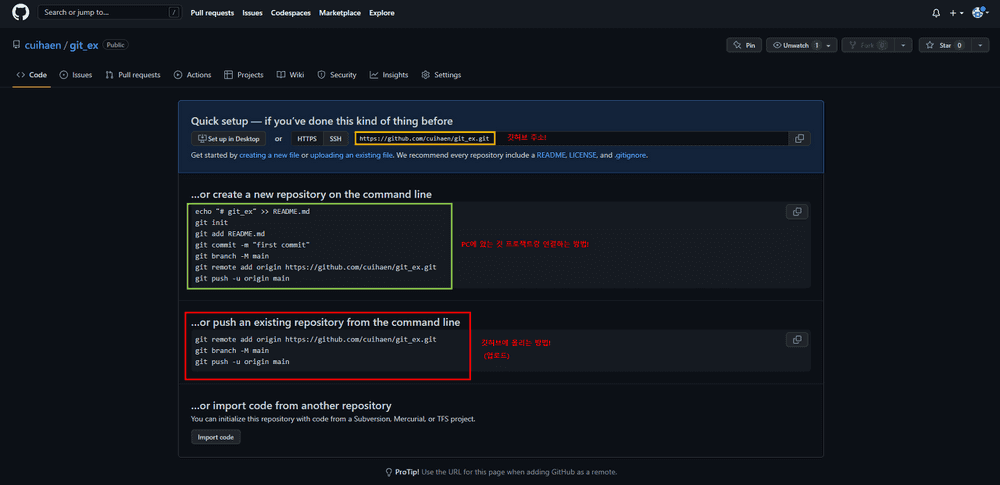 Search or jump to... /
Pull requests Issues Codespaces Marketplace Explore
cuihaen / git_ex Public
Pin Unwatch 1 Fork 0 Star 0
Code Issues Pull requests Actions Projects Wiki Security Insights Settings
Quick setup — if you've done this kind of thing before
Set up in Desktop or HTTPS SSH https://github.com/cuihaen/git_ex.git 깃허브 주소!
Get started by creating a new file or uploading an existing file. We recommend every repository include a README, LICENSE, and .gitignore.
...or create a new repository on the command line
echo "# git_ex" >> README.md
git init
git add README.md
git commit -m "first commit"
git branch -M main
git remote add origin https://github.com/cuihaen/git_ex.git
git push -u origin main
PC에 있는 깃 프로젝트랑 연결하는 방법!
...or push an existing repository from the command line
git remote add origin https://github.com/cuihaen/git_ex.git
git branch -M main
git push -u origin main
깃허브에 올리는 방법!
(업로드)
...or import code from another repository
You can initialize this repository with code from a Subversion, Mercurial, or TFS project.
Import code
ProTip! Use the URL for this page when adding GitHub as a remote.